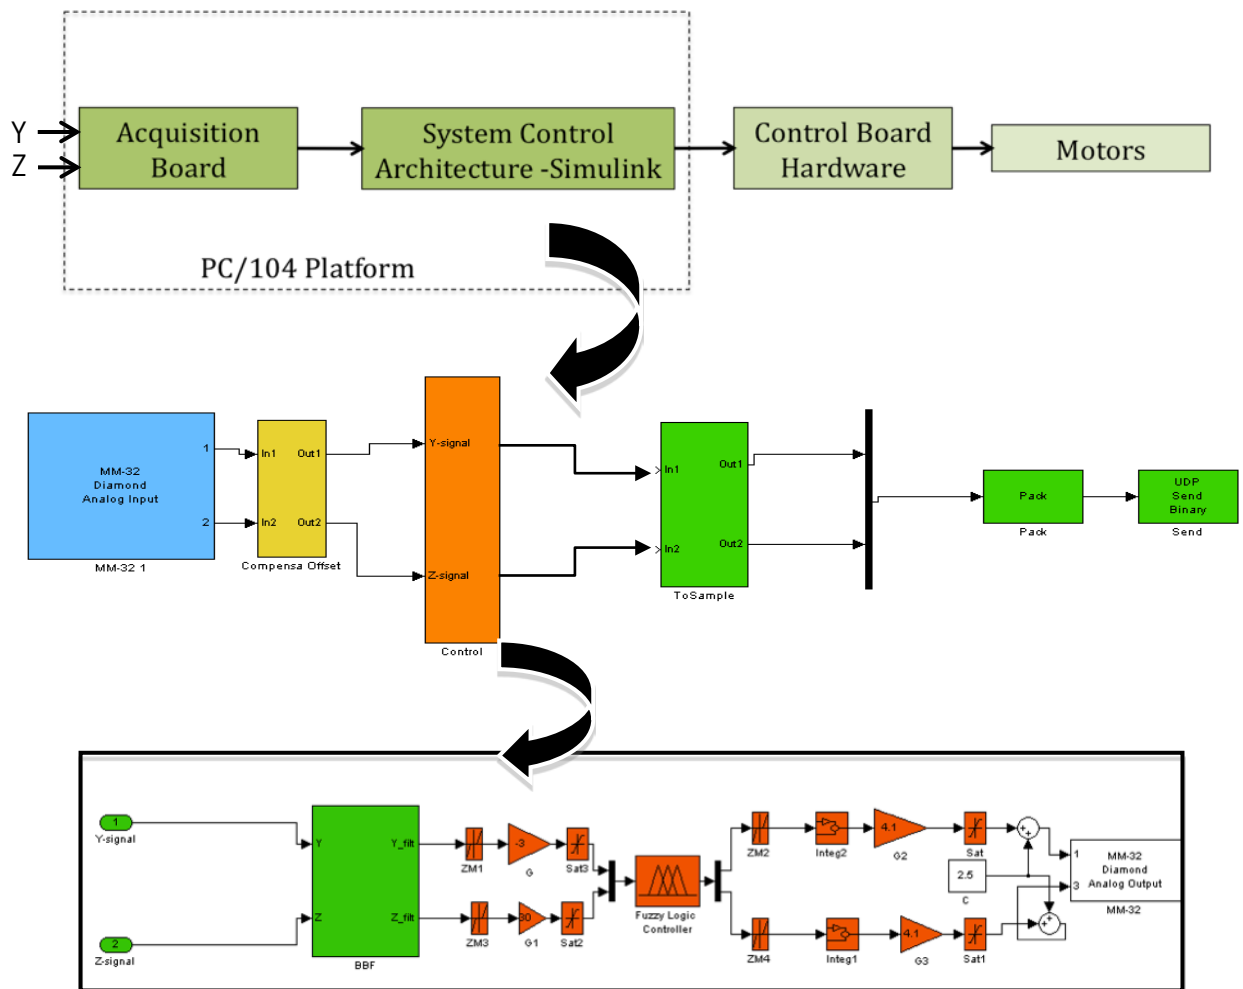 Y
Z
Acquisition
Board
System Control
Architecture -Simulink
Control Board
Hardware
Motors
PC/104 Platform
MM-32
Diamond
Analog Input
1
2
MM-32 1
In1
Out1
In2
Out2
Compensa Offset
Y-signal
Z-signal
Control
In1
Out1
In2
Out2
ToSample
Pack
Pack
UDP
Send
Binary
Send
1
Y-signal
2
Z-signal
Y
Y_filt
Z
Z_filt
BBF
ZM1
-3
G
Sat3
ZM3
30
G1
Sat2
Fuzzy Logic
Controller
ZM2
Integ2
4.1
G2
Sat
2.5
C
ZM4
Integ1
4.1
G3
Sat1
1
3
MM-32
Diamond
Analog Output
MM-32